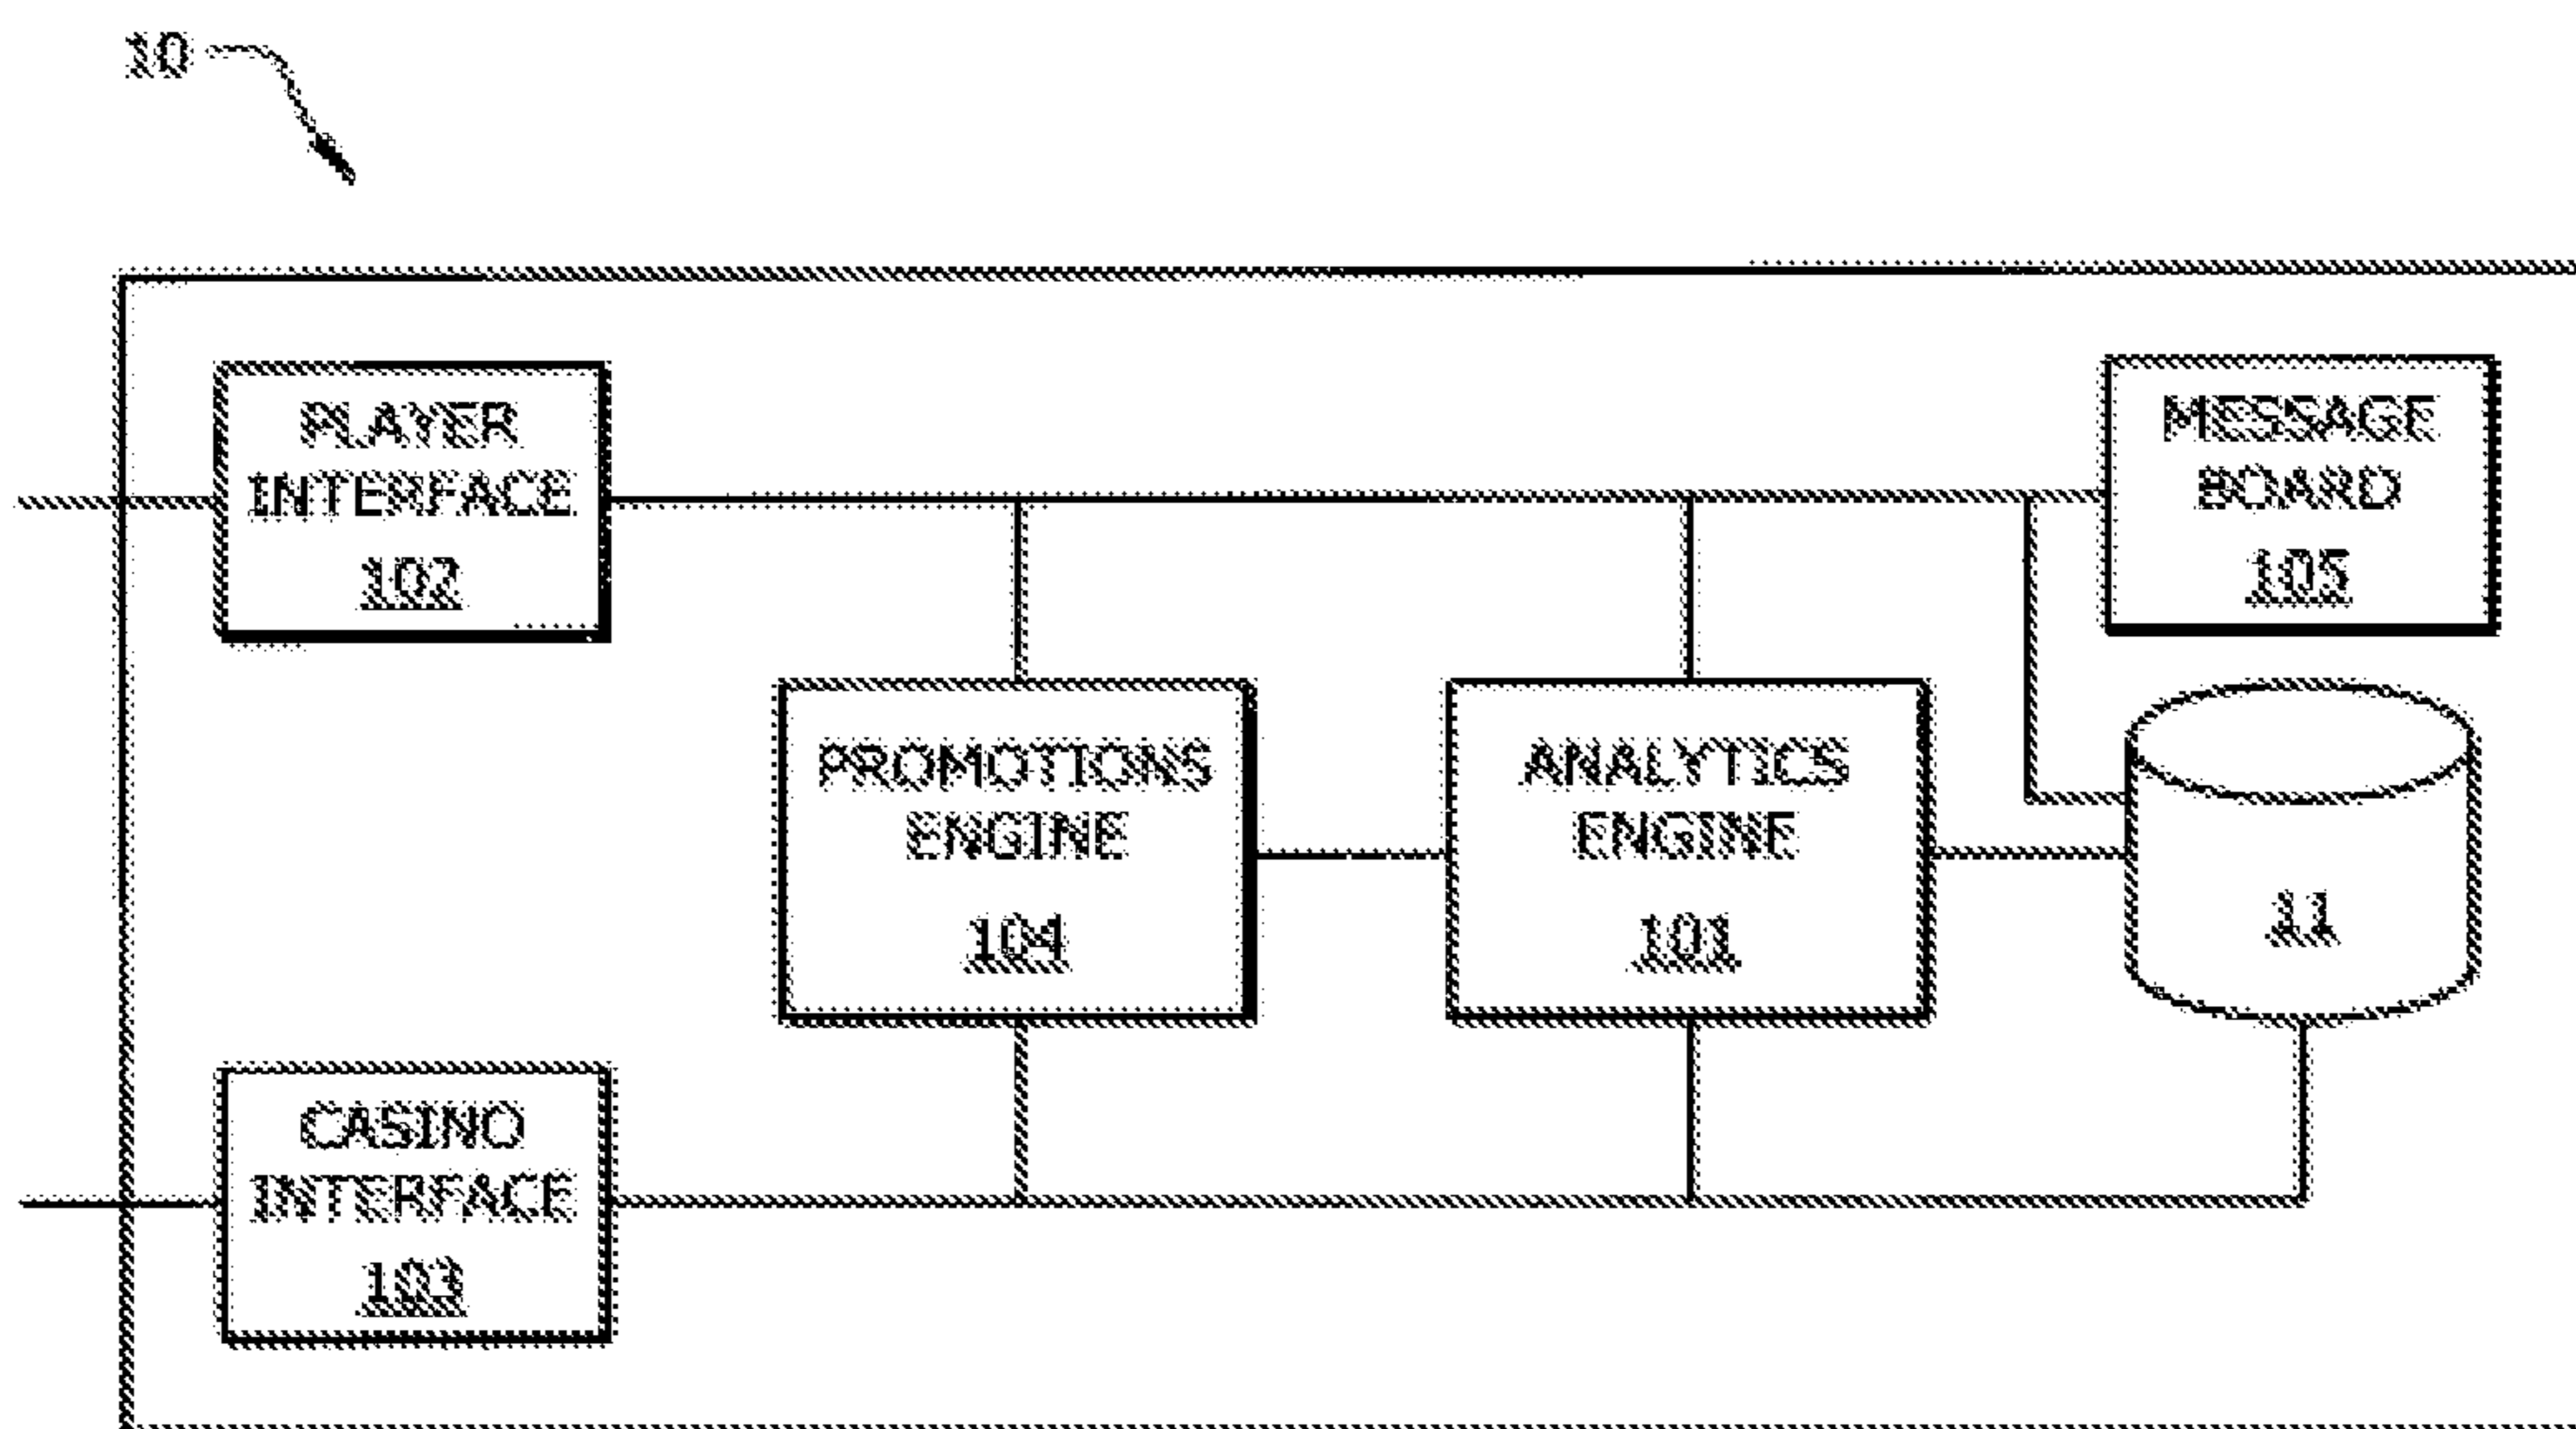 10
PLAYER
INTERFACE
102
MESSAGE
BOARD
105
PROMOTIONS
ENGINE
104
ANALYTICS
ENGINE
101
11
CASINO
INTERFACE
103